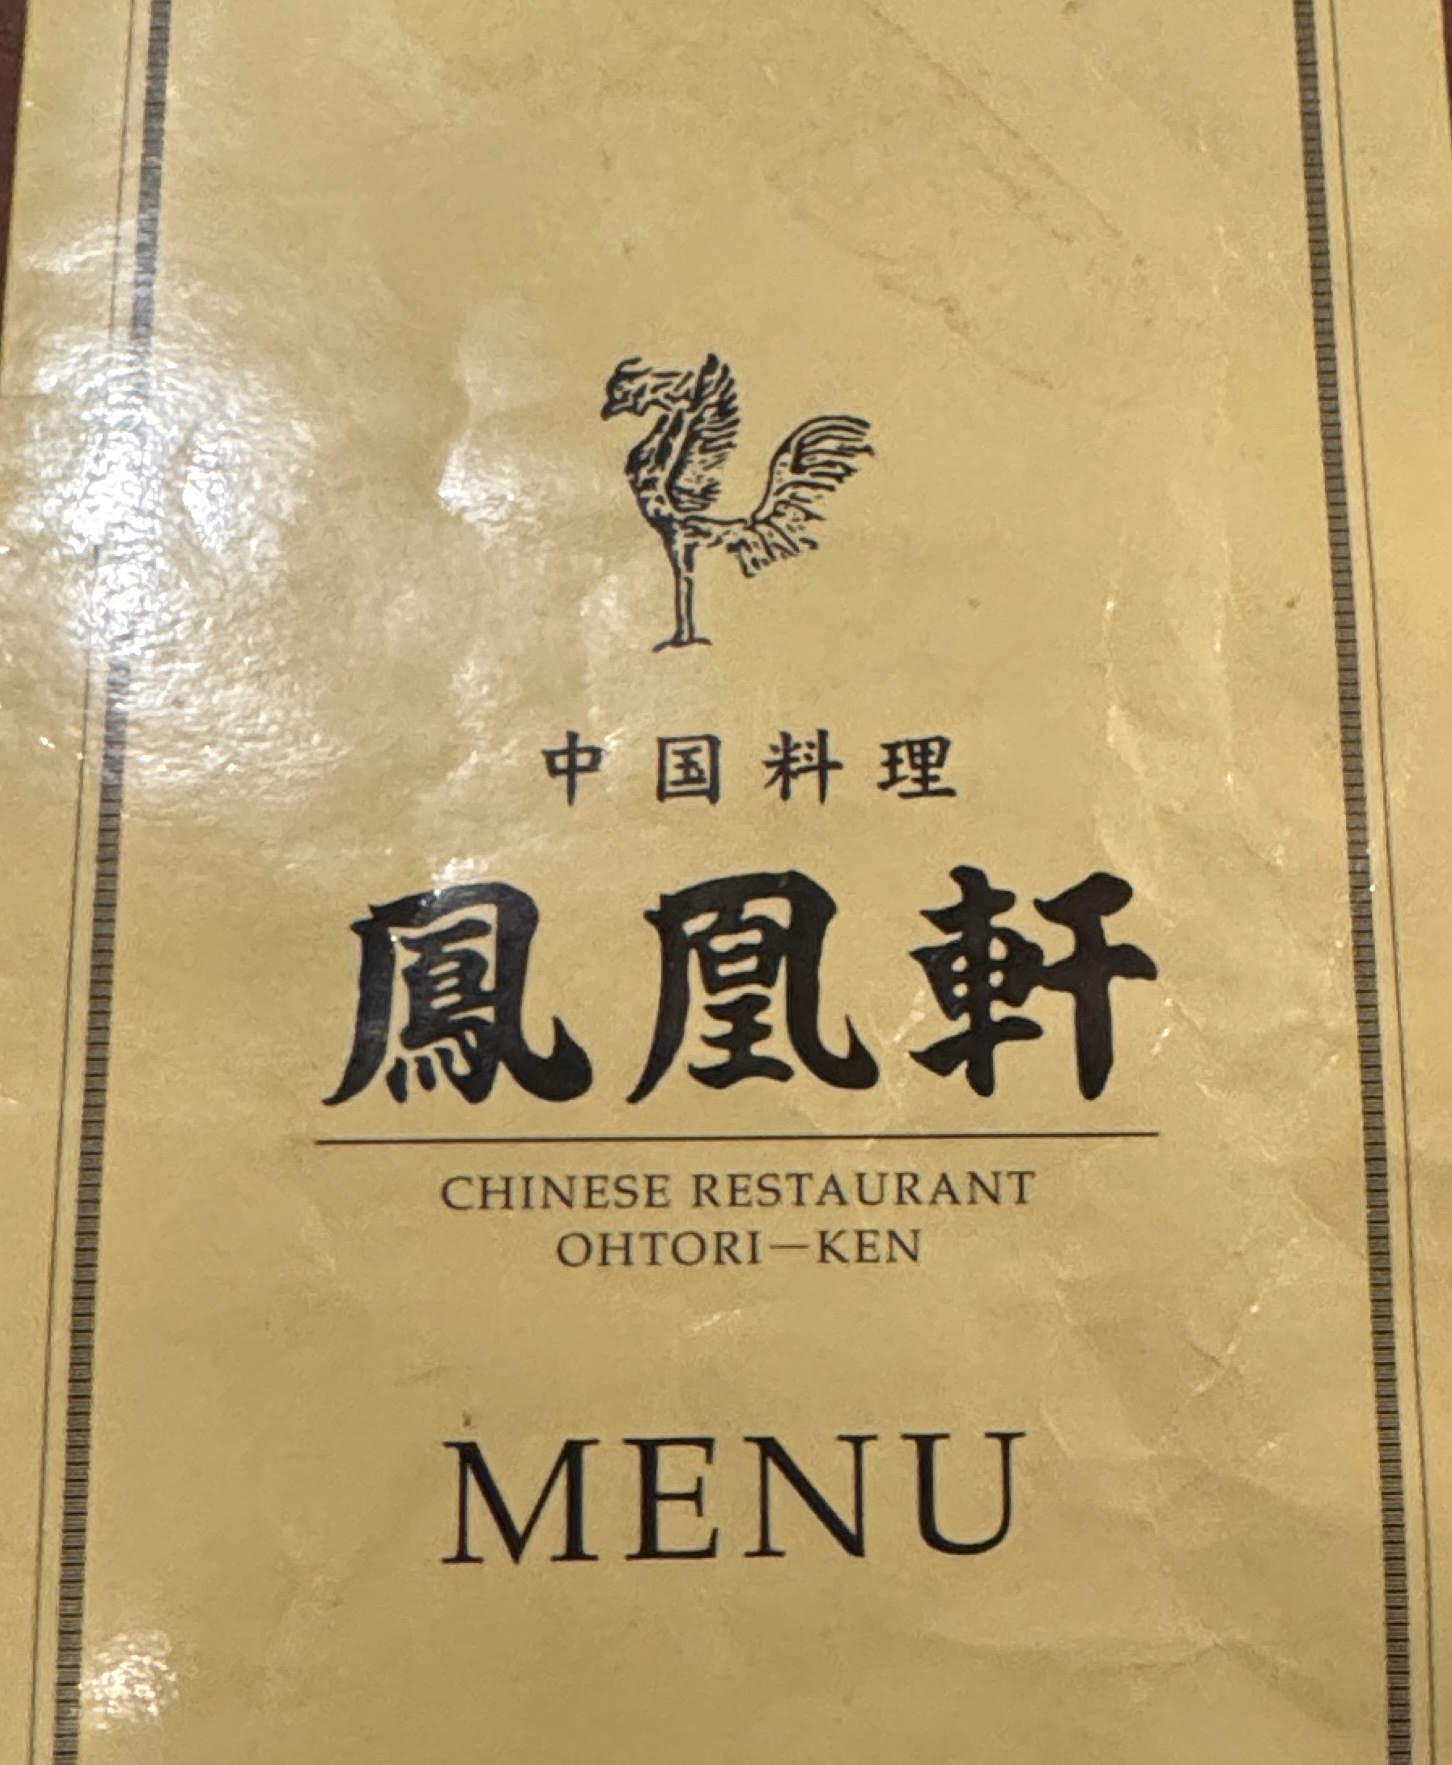 中国料理
鳳凰軒
CHINESE RESTAURANT
OHTORI－KEN
MENU